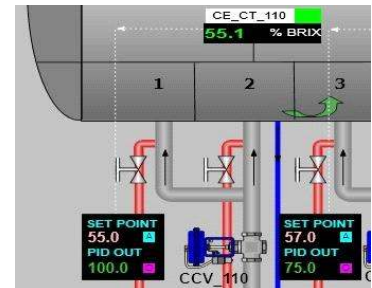 CE_CT_110
55.1 % BRIX
1 2 3
SET POINT
55.0 A
PID OUT
100.0
SET POINT
57.0 A
PID OUT
75.0
CCV_110